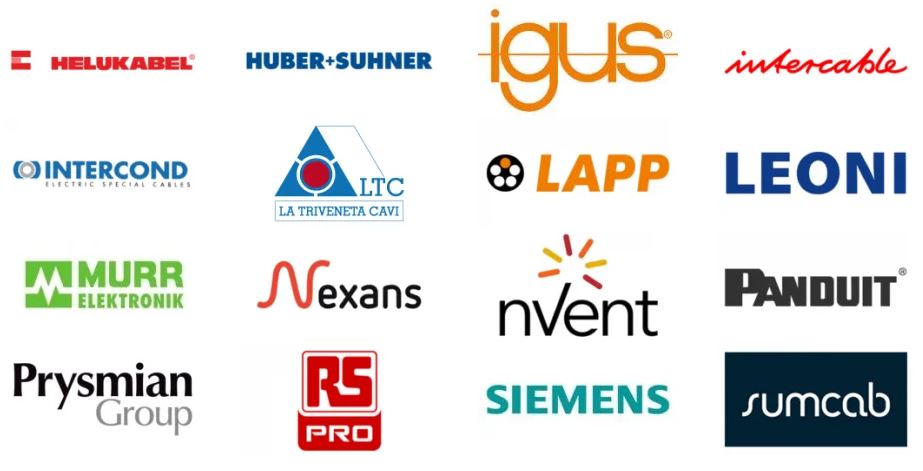 HELUKABEL®
HUBER+SUHNER
igus®
intercable
INTERCOND
ELECTRIC SPECIAL CABLES
LTC
LA TRIVENETA CAVI
LAPP
LEONI
MURR
ELEKTRONIK
Nexans
nVent
PANDUIT®
Prysmian
Group
RS
PRO
SIEMENS
sumcab